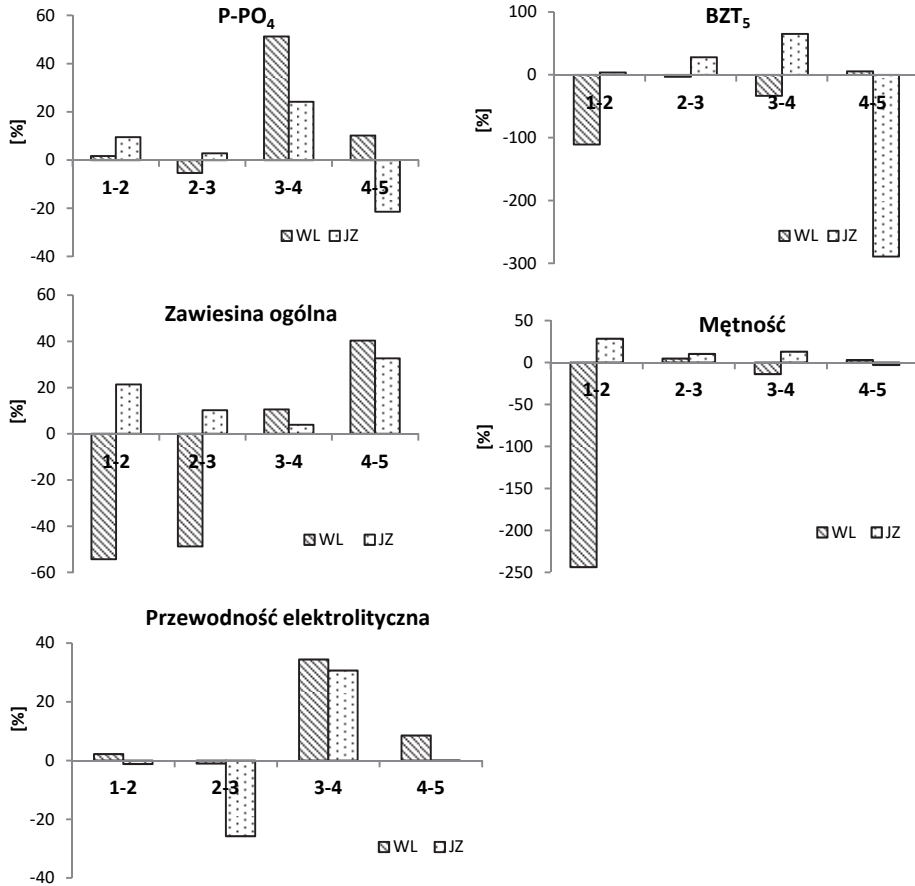 P-PO₄
[%]
60
40
20
0
-20
-40
1-2 2-3 3-4 4-5
WL JZ
BZT₅
[%]
100
0
-100
-200
-300
1-2 2-3 3-4 4-5
WL JZ
Zawiesina ogólna
[%]
60
40
20
0
-20
-40
-60
1-2 2-3 3-4 4-5
WL JZ
Mętność
[%]
50
0
-50
-100
-150
-200
-250
1-2 2-3 3-4 4-5
WL JZ
Przewodność elektrolityczna
[%]
40
20
0
-20
-40
1-2 2-3 3-4 4-5
WL JZ